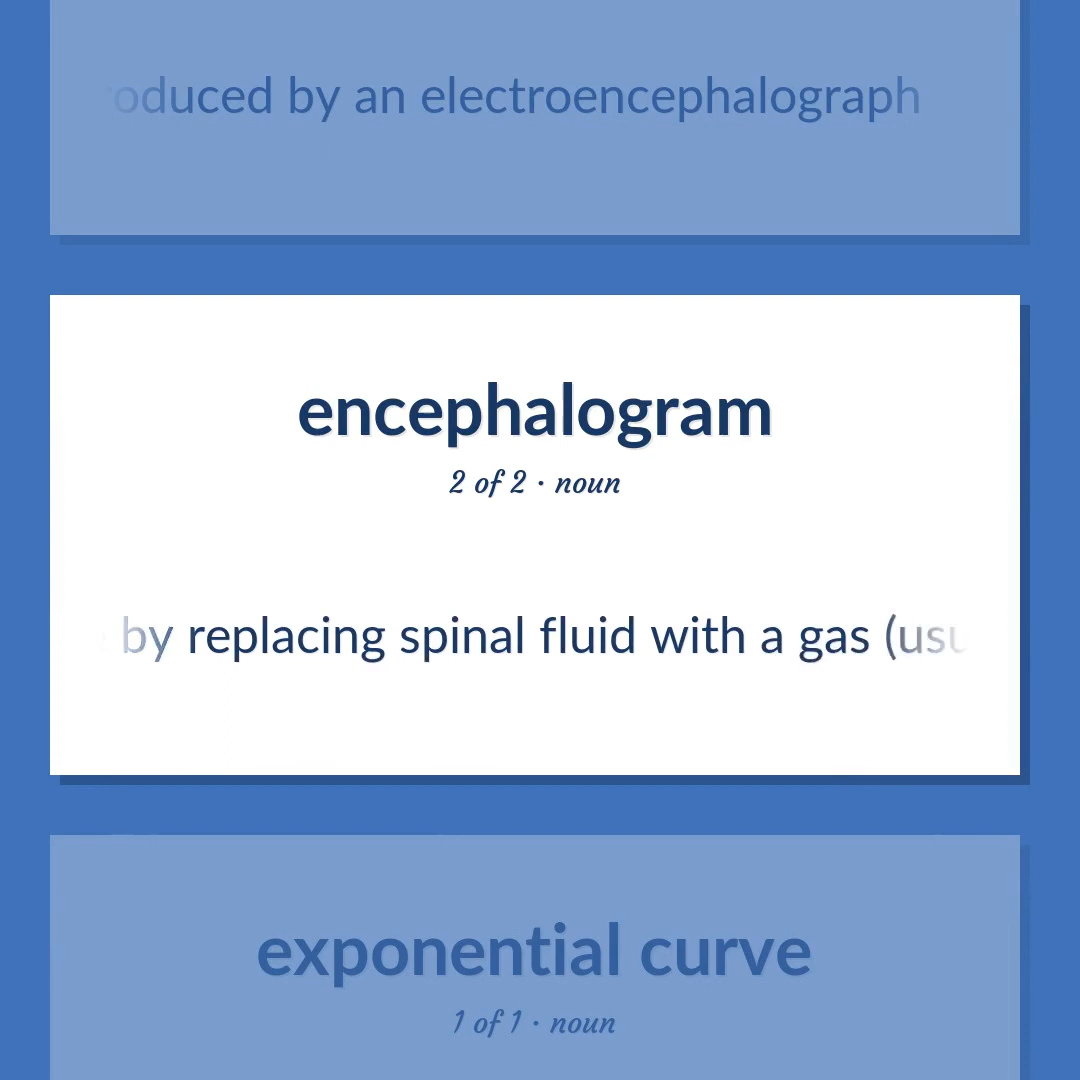 oduced by an electroencephalograph
encephalogram
2 of 2 · noun
by replacing spinal fluid with a gas (usu
exponential curve
1 of 1 · noun